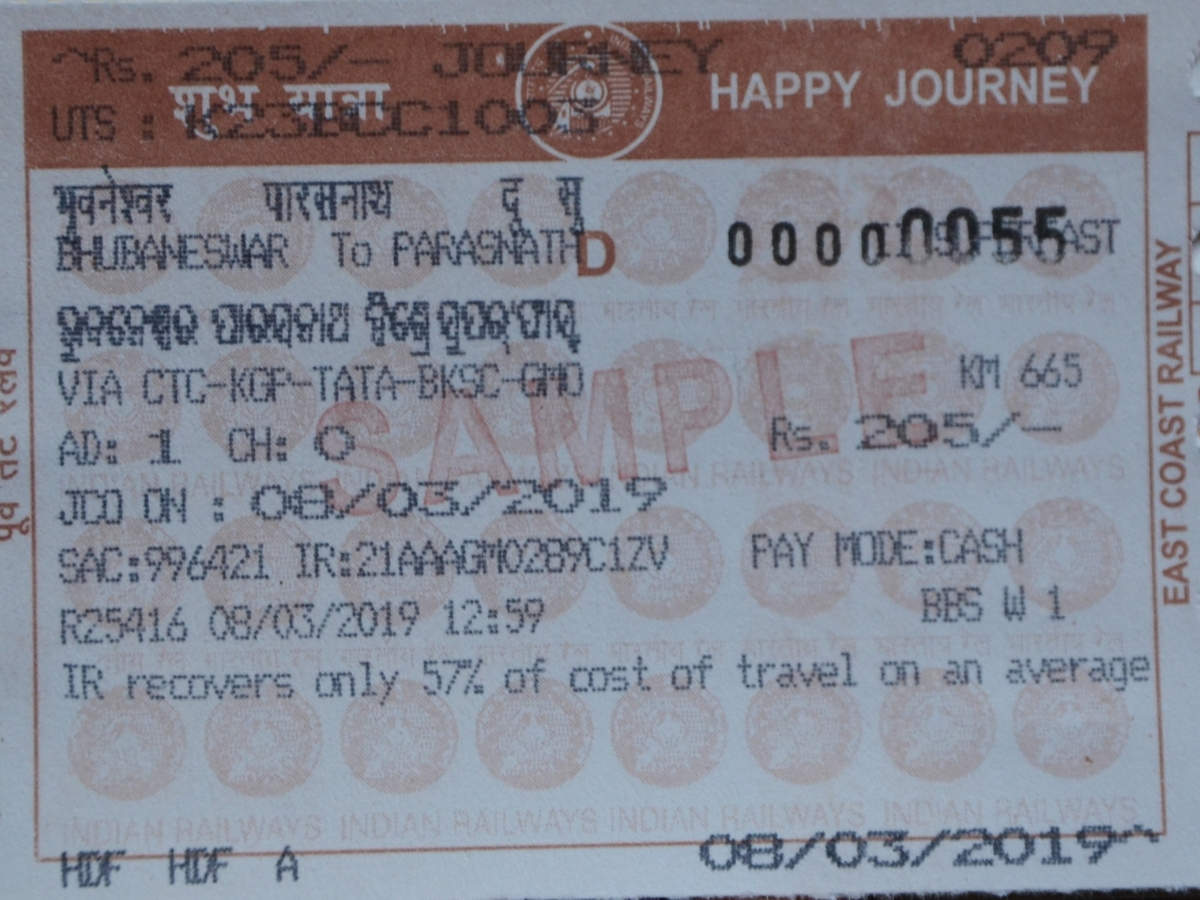 ^Rs. 205/- JOURNEY 0209
शुभ यात्रा HAPPY JOURNEY
UTS :
भुवनेश्वर पारसनाथ दू सु
BHUBANESWAR To PARASNATH D 00000055
VIA CTC-KGP-TATA-BKSC-GMO KM 665
SAMPLE
AD: 1 CH: 0 Rs. 205/-
INDIAN RAILWAYS INDIAN RAILWAYS INDIAN RAILWAYS INDIAN RAILWAYS
JCO ON : 08/03/2019
SAC:996421 IR:21AAAGM0289C1ZV PAY MODE:CASH
R25416 08/03/2019 12:59 BBS W 1
IR recovers only 57% of cost of travel on an average
INDIAN RAILWAYS INDIAN RAILWAYS INDIAN RAILWAYS INDIAN RAILWAYS
08/03/2019^
HDF HDF A
EAST COAST RAILWAY
पूर्व तट रेलवे